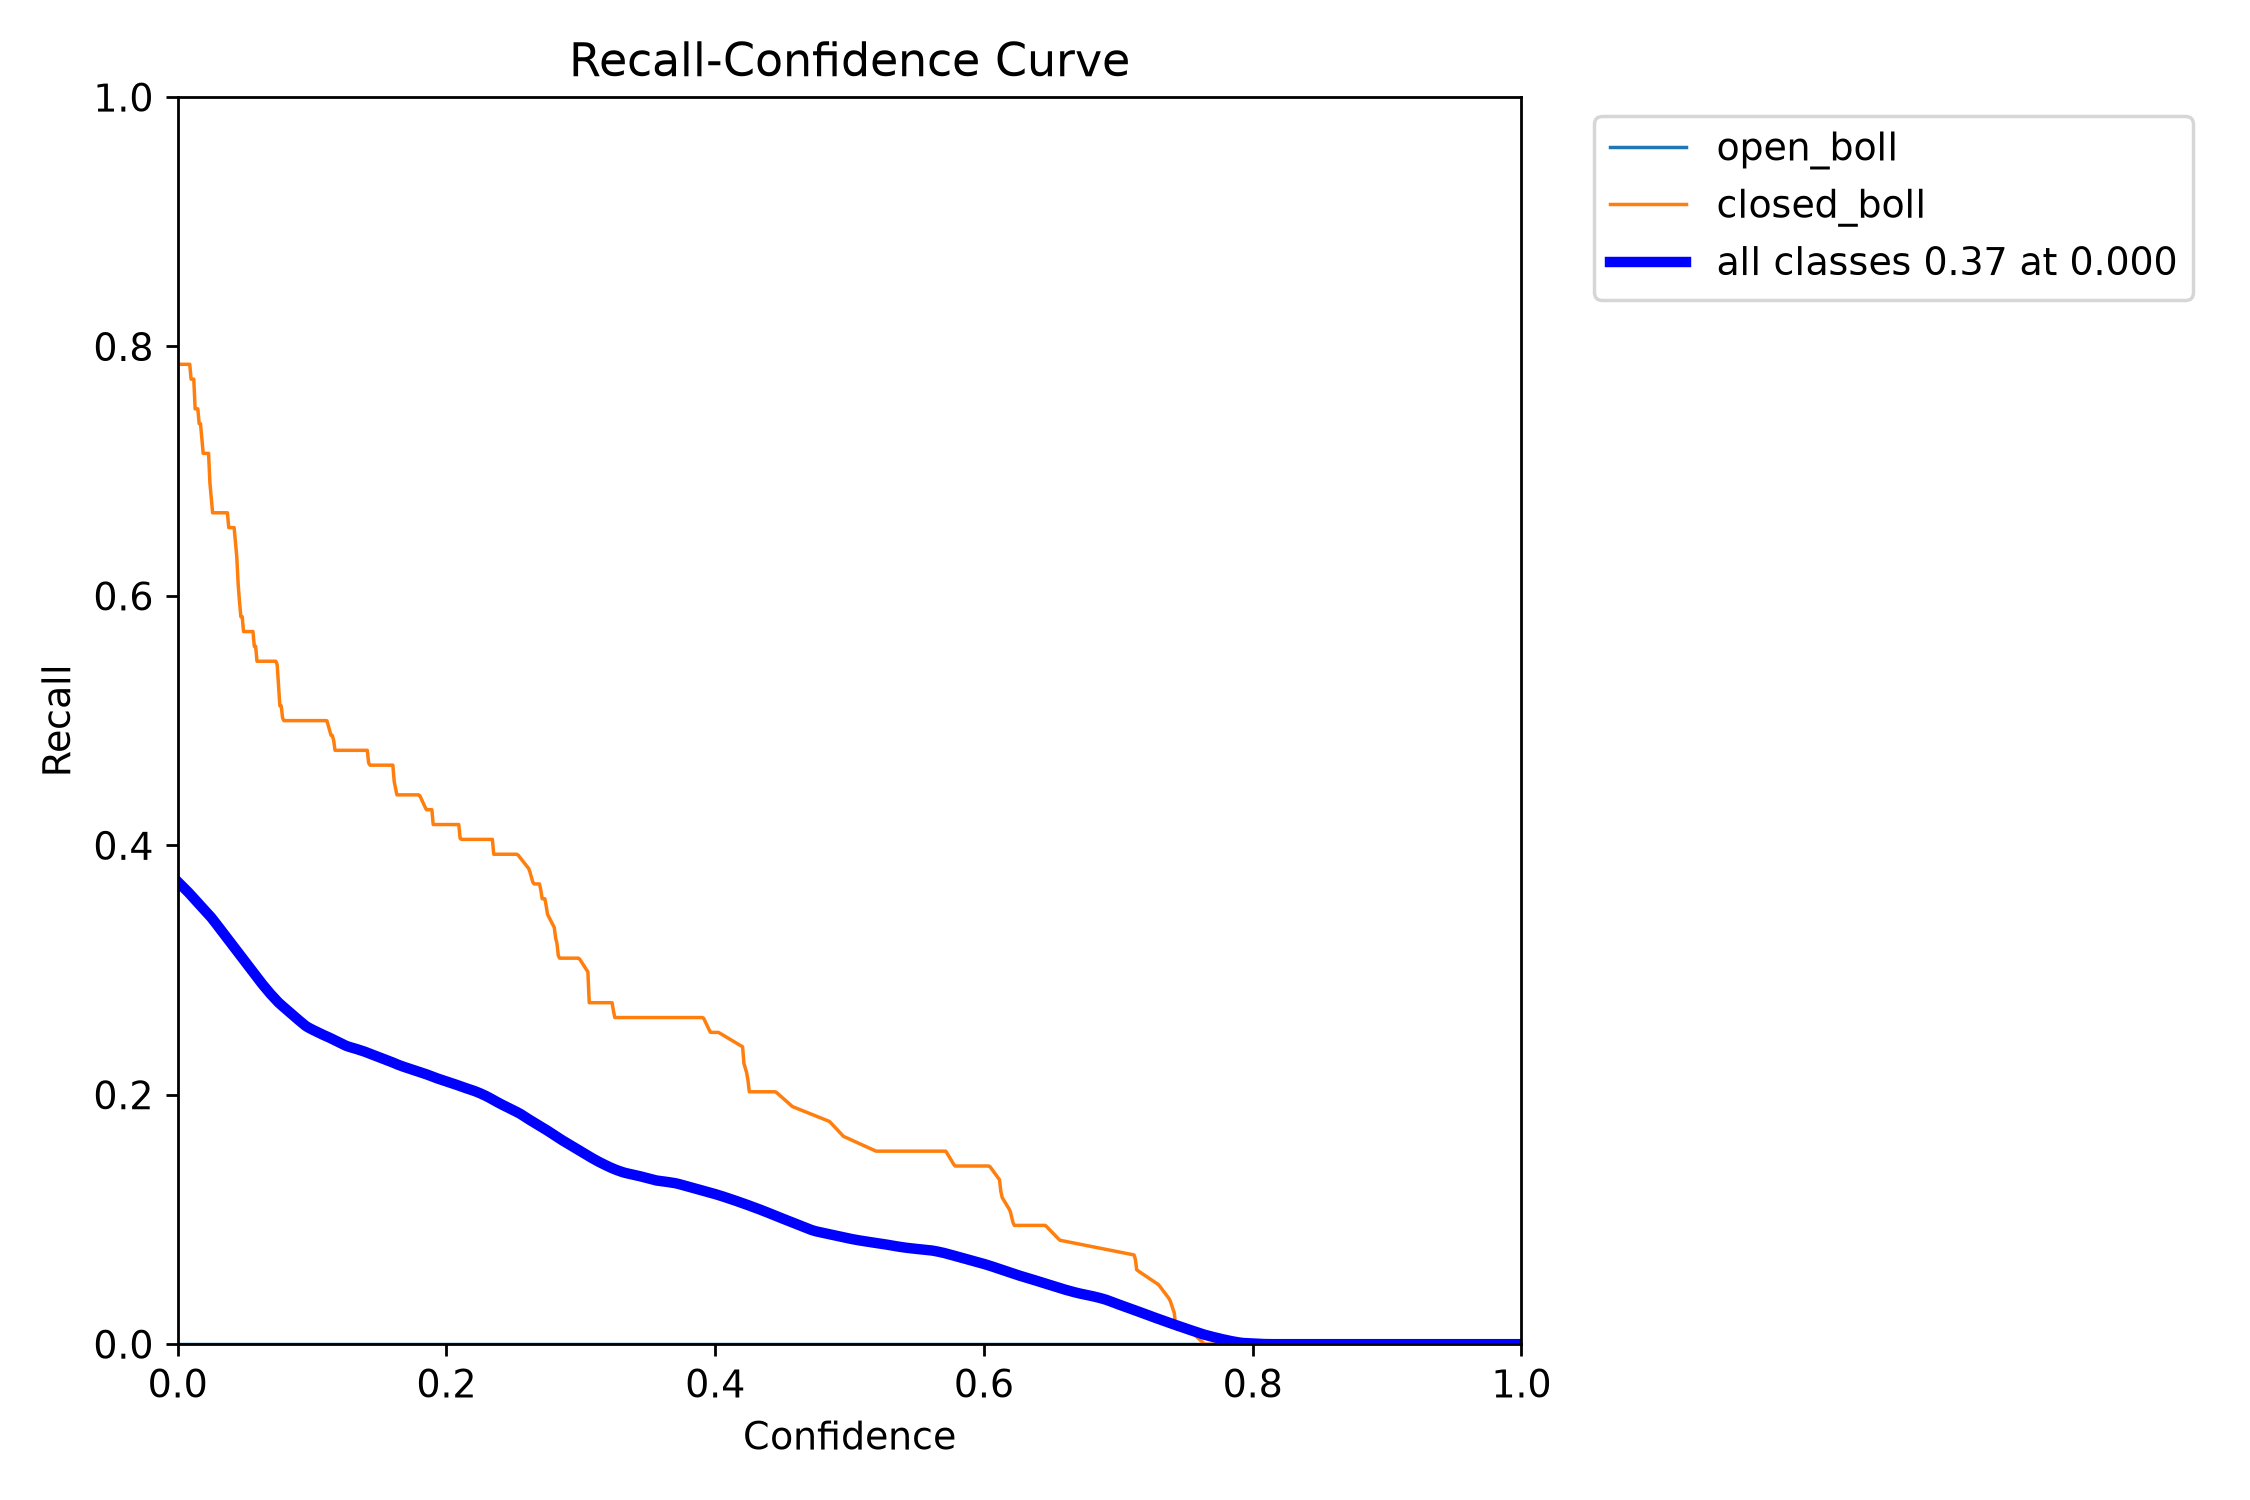 Recall-Confidence Curve
1.0
0.8
0.6
0.4
0.2
0.0
Recall
0.0 0.2 0.4 0.6 0.8 1.0
Confidence
open_boll
closed_boll
all classes 0.37 at 0.000